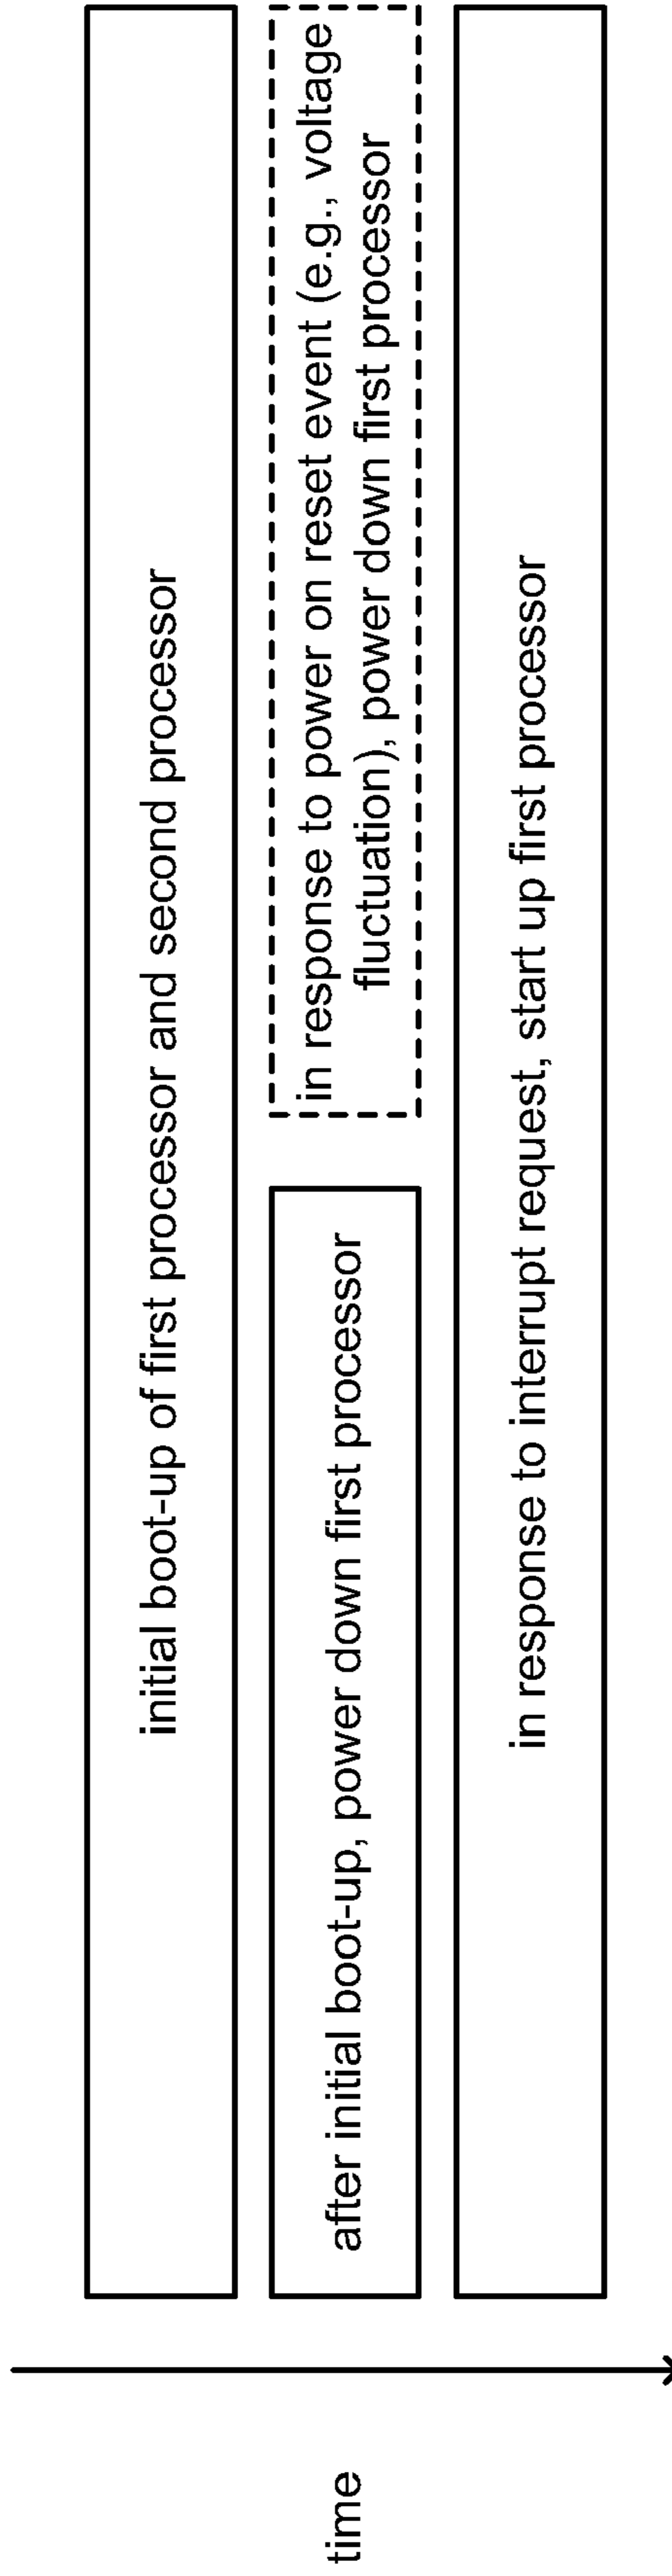 time
initial boot-up of first processor and second processor
after initial boot-up, power down first processor
in response to power on reset event (e.g., voltage
fluctuation), power down first processor
in response to interrupt request, start up first processor